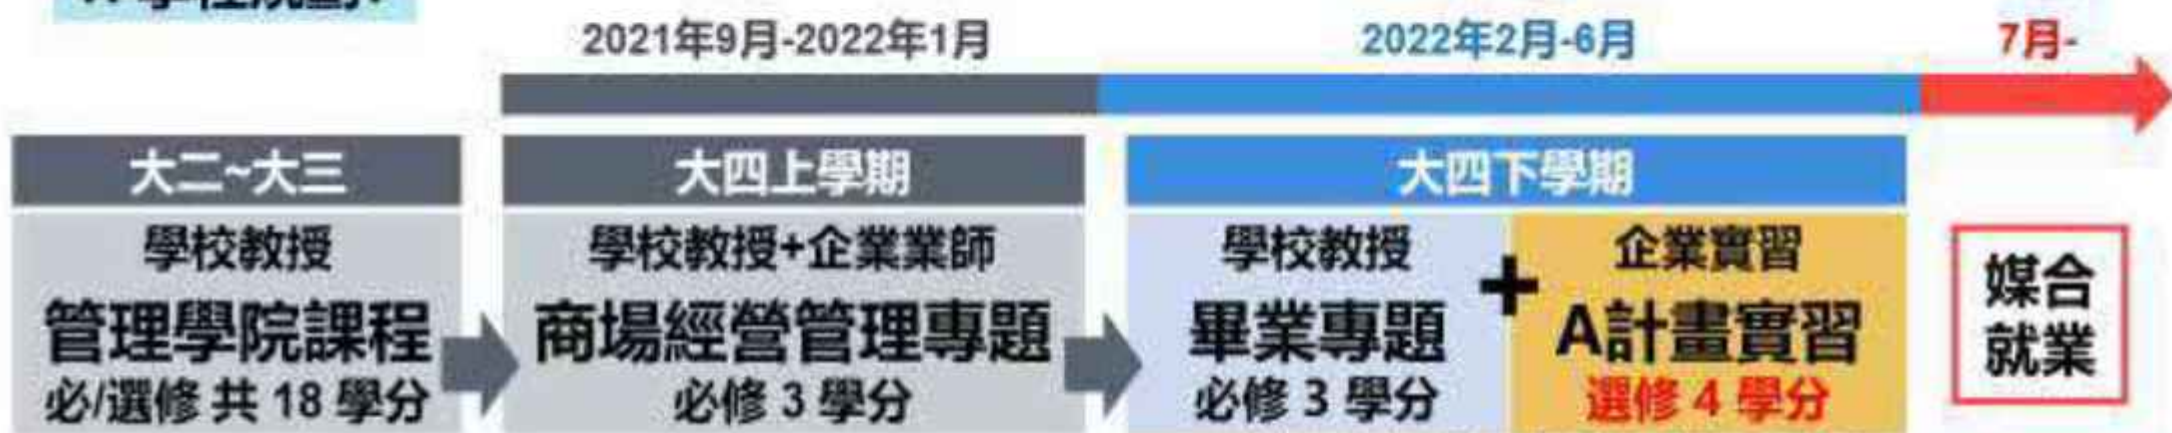 2021年9月-2022年1月
2022年2月-6月
7月-
大二~大三
學校教授
管理學院課程
必/選修 共 18 學分
大四上學期
學校教授+企業業師
商場經營管理專題
必修 3 學分
大四下學期
學校教授
畢業專題
必修 3 學分
+
企業實習
A計畫實習
選修 4 學分
媒合
就業